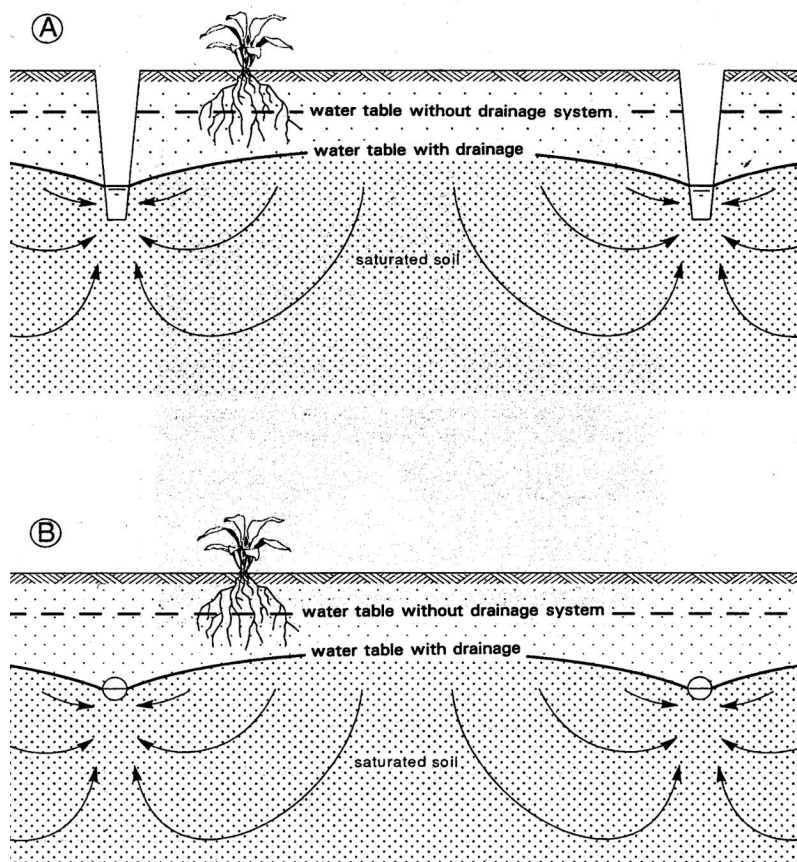 A
water table without drainage system
water table with drainage
saturated soil
B
water table without drainage system
water table with drainage
saturated soil